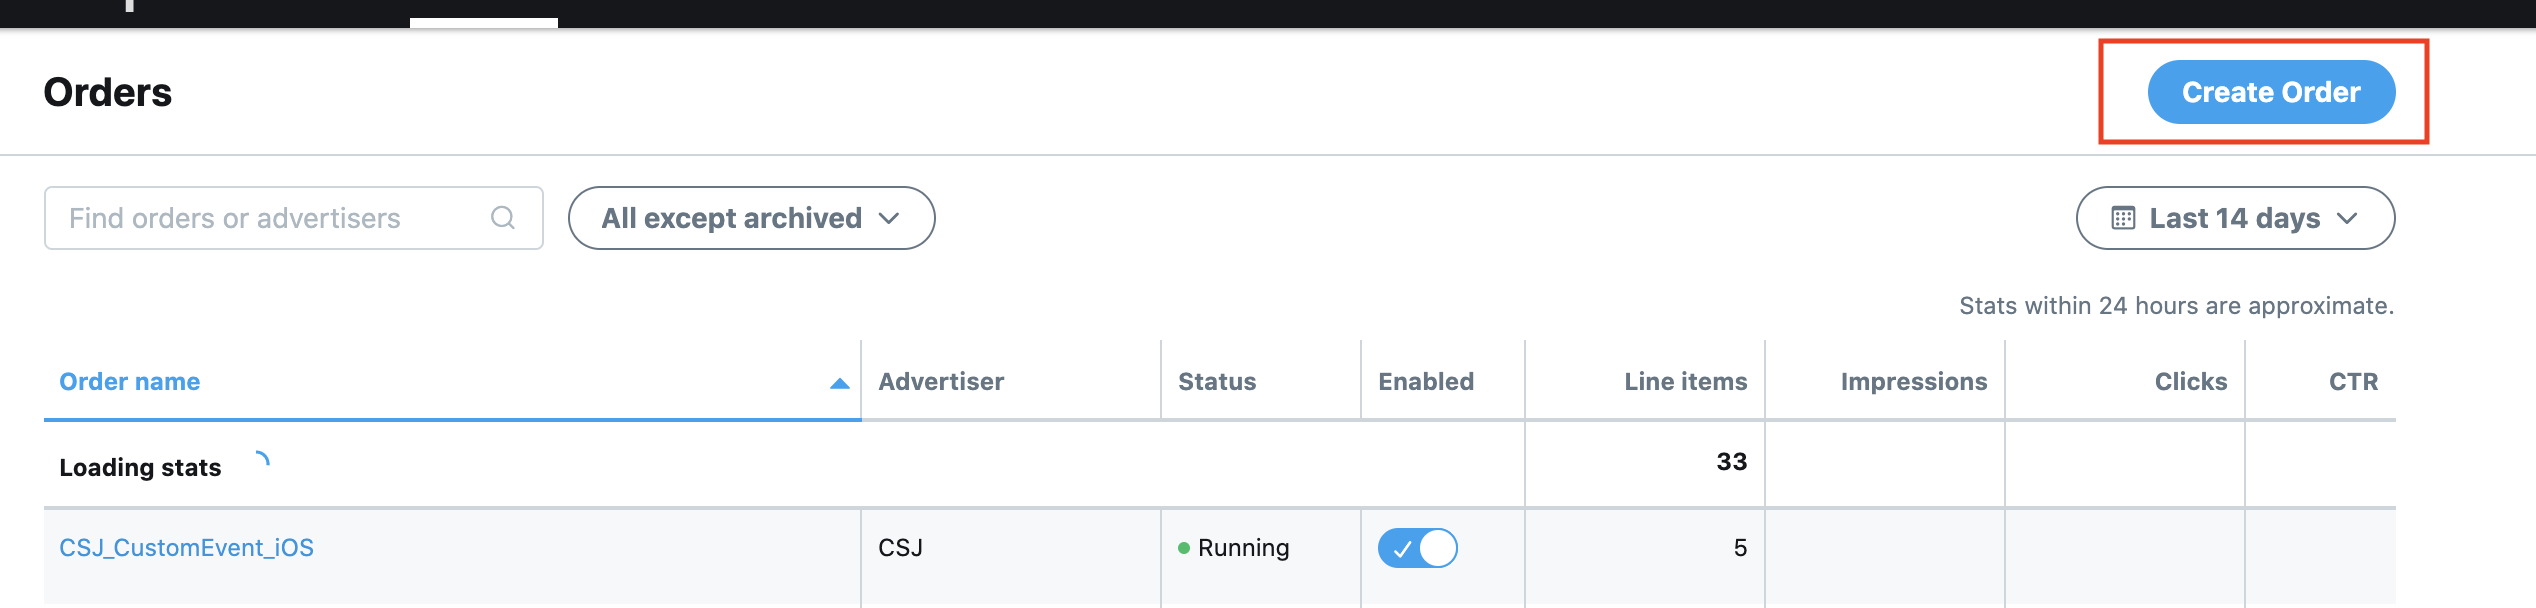 Orders
Create Order
Find orders or advertisers
All except archived
Last 14 days
Stats within 24 hours are approximate.
Order name Advertiser Status Enabled Line items Impressions Clicks CTR
Loading stats 33
CSJ_CustomEvent_iOS CSJ Running 5